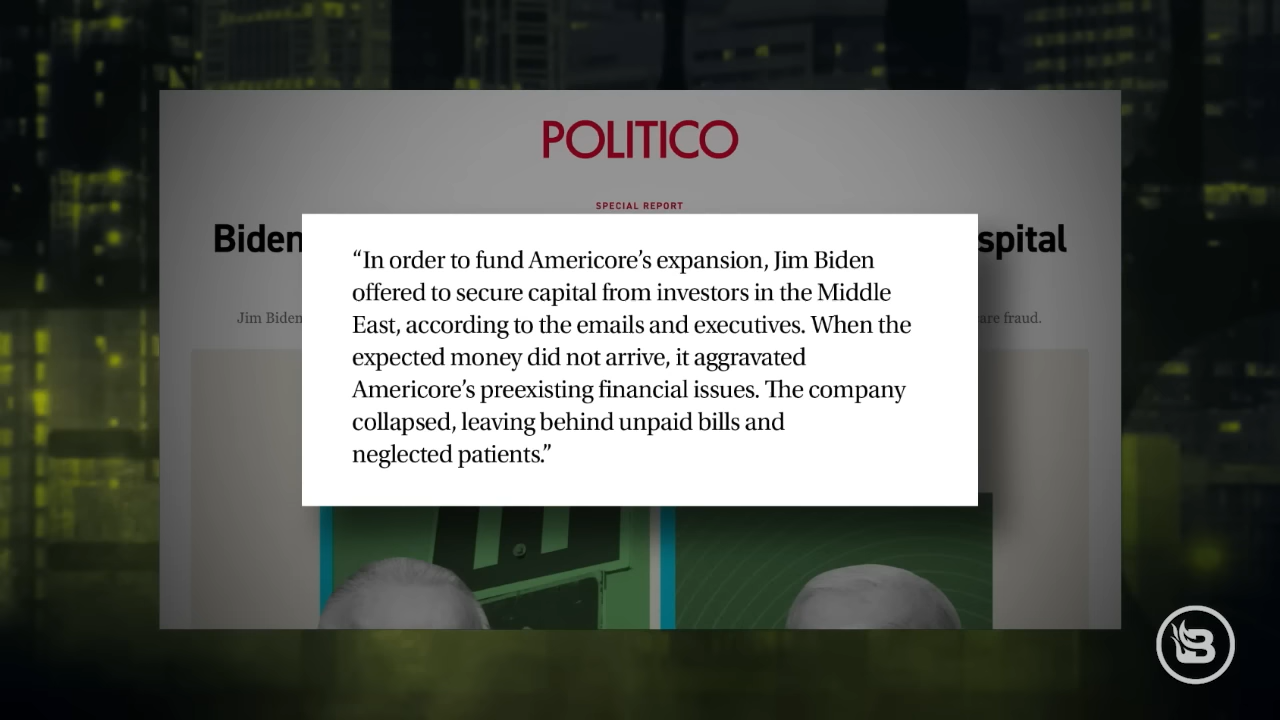 POLITICO
SPECIAL REPORT
Biden spital
Jim Biden are fraud.
“In order to fund Americore’s expansion, Jim Biden
offered to secure capital from investors in the Middle
East, according to the emails and executives. When the
expected money did not arrive, it aggravated
Americore’s preexisting financial issues. The company
collapsed, leaving behind unpaid bills and
neglected patients.”
B